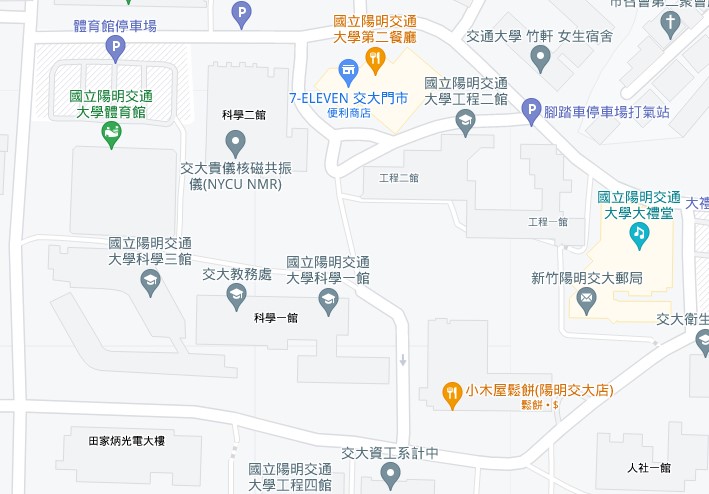 市召會第二聚會
國立陽明交通
大學第二餐廳
體育館停車場
P
P
交通大學 竹軒 女生宿舍
國立陽明交通
大學體育館
7-ELEVEN 交大門市
便利商店
國立陽明交通
大學工程二館
P
腳踏車停車場打氣站
科學二館
交大貴儀核磁共振
儀(NYCU NMR)
工程二館
國立陽明交通
大學大禮堂
大禮
工程一館
國立陽明交通
大學科學三館
交大教務處
國立陽明交通
大學科學一館
新竹陽明交大郵局
科學一館
交大衛生
小木屋鬆餅(陽明交大店)
鬆餅・$
田家炳光電大樓
交大資工系計中
國立陽明交通
大學工程四館
人社一館